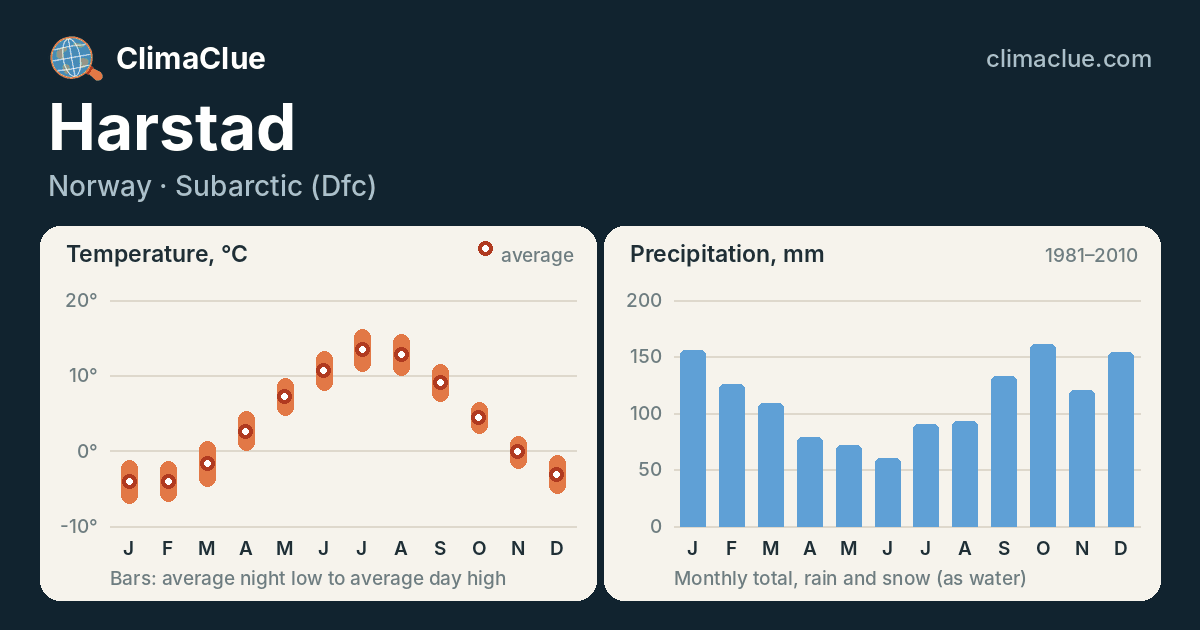 ClimaClue
climaclue.com
Harstad
Norway · Subarctic (Dfc)
Temperature, °C
average
20°
10°
0°
-10°
J F M A M J J A S O N D
Bars: average night low to average day high
Precipitation, mm
1981–2010
200
150
100
50
0
J F M A M J J A S O N D
Monthly total, rain and snow (as water)